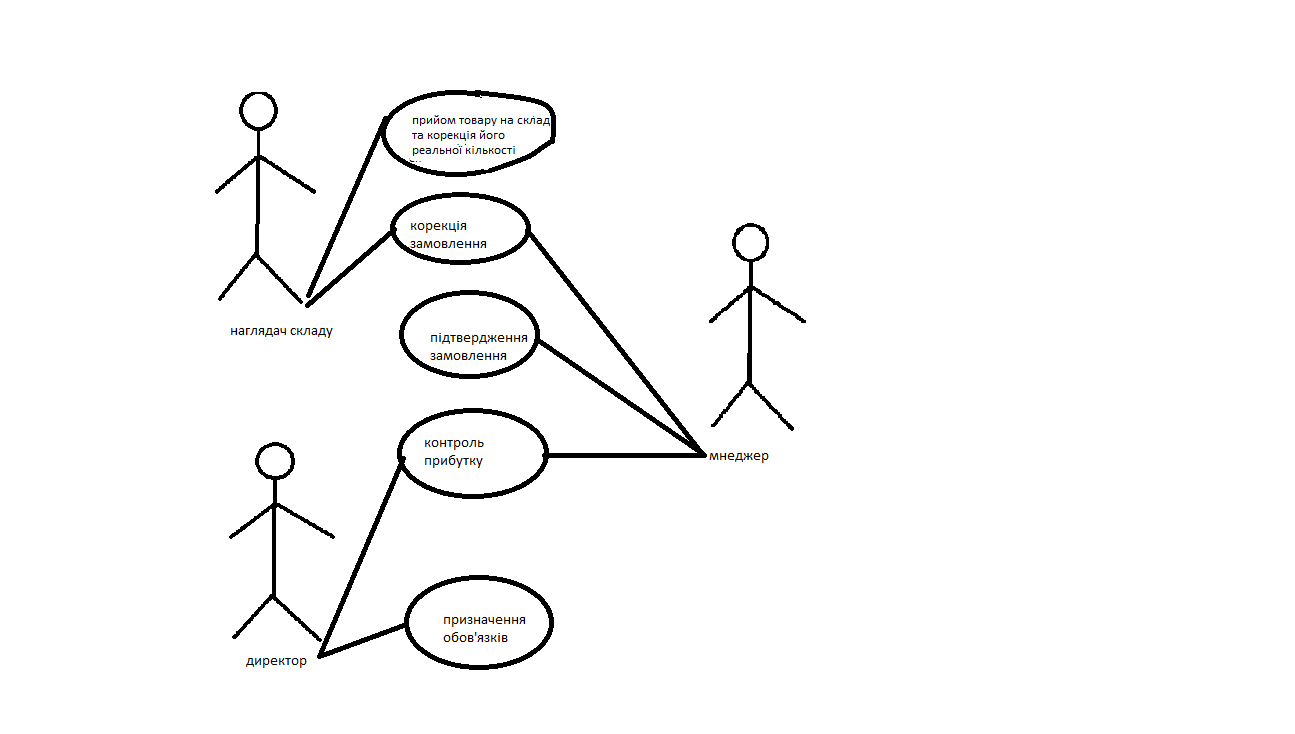 прийом товару на склад
та корекція його
реальної кількості
корекція
замовлення
підтвердження
замовлення
наглядач складу
контроль
прибутку
мнеджер
призначення
обов'язків
директор